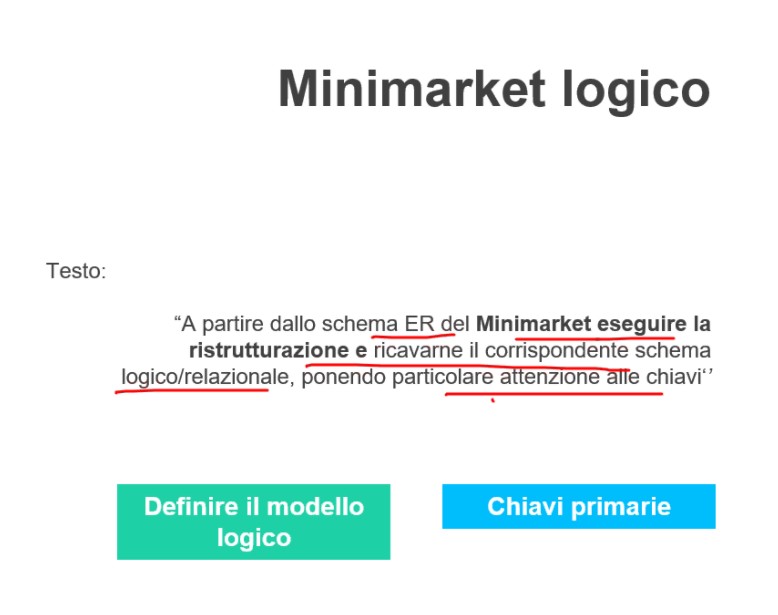 Minimarket logico
Testo:
“A partire dallo schema ER del Minimarket eseguire la
ristrutturazione e ricavarne il corrispondente schema
logico/relazionale, ponendo particolare attenzione alle chiavi‘’
Definire il modello
logico
Chiavi primarie